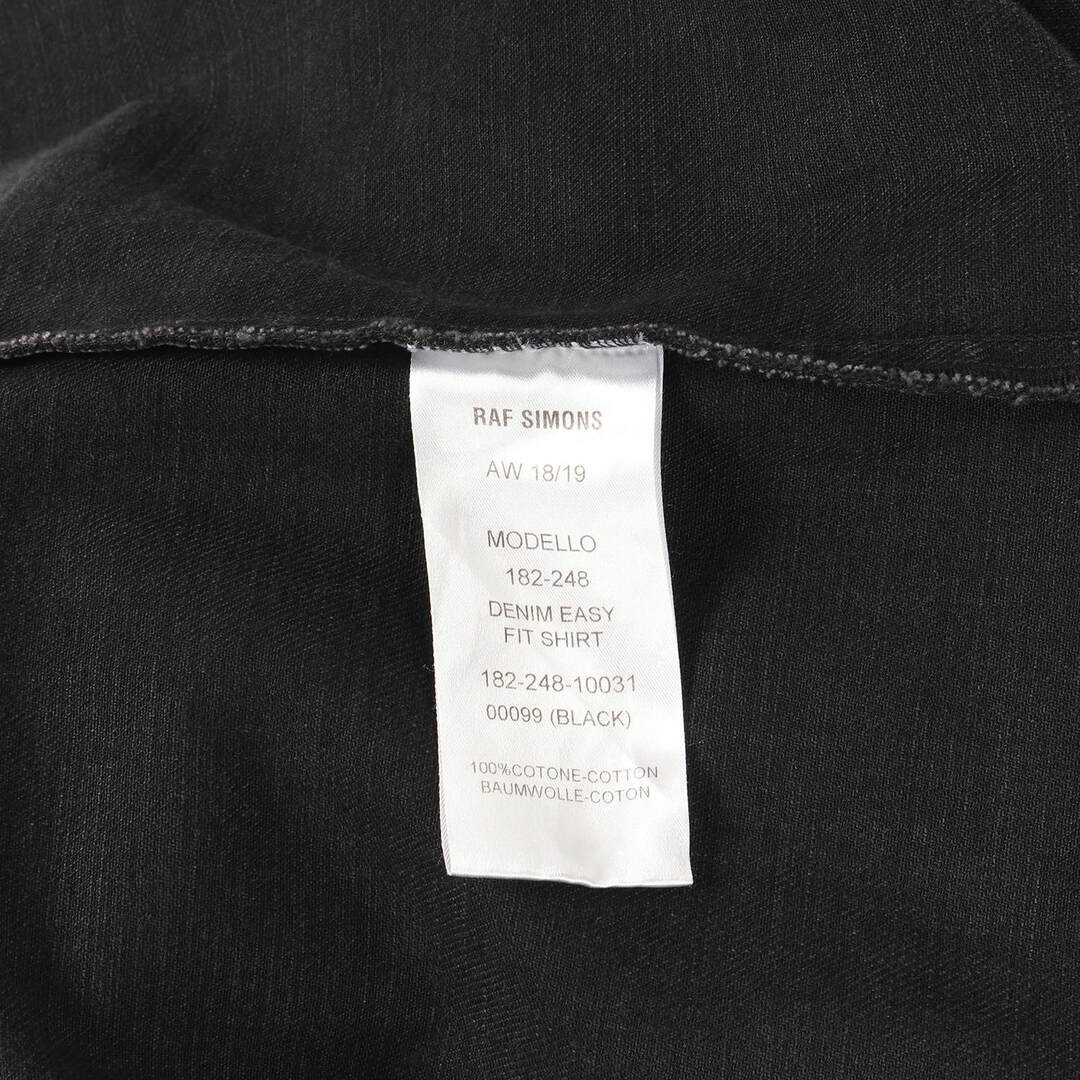 RAF SIMONS
AW 18/19
MODELLO
182-248
DENIM EASY
FIT SHIRT
182-248-10031
00099 (BLACK)
100%COTONE-COTTON
BAUMWOLLE-COTON